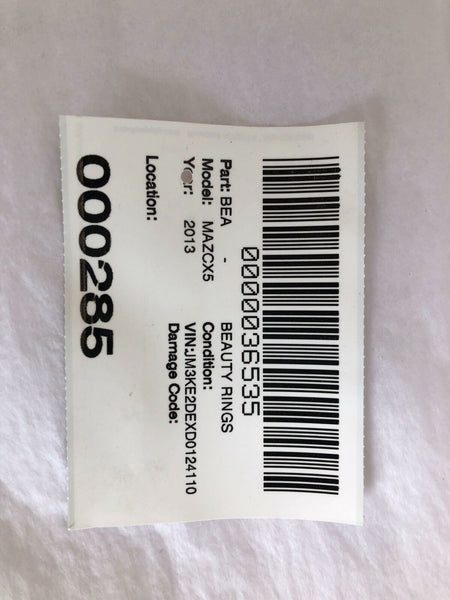 0000036535
Part: BEA - BEAUTY RINGS
Model: MAZCX5 Condition:
Year: 2013 VIN:JM3KE2DEXD0124110
Damage Code:
Location:
000285